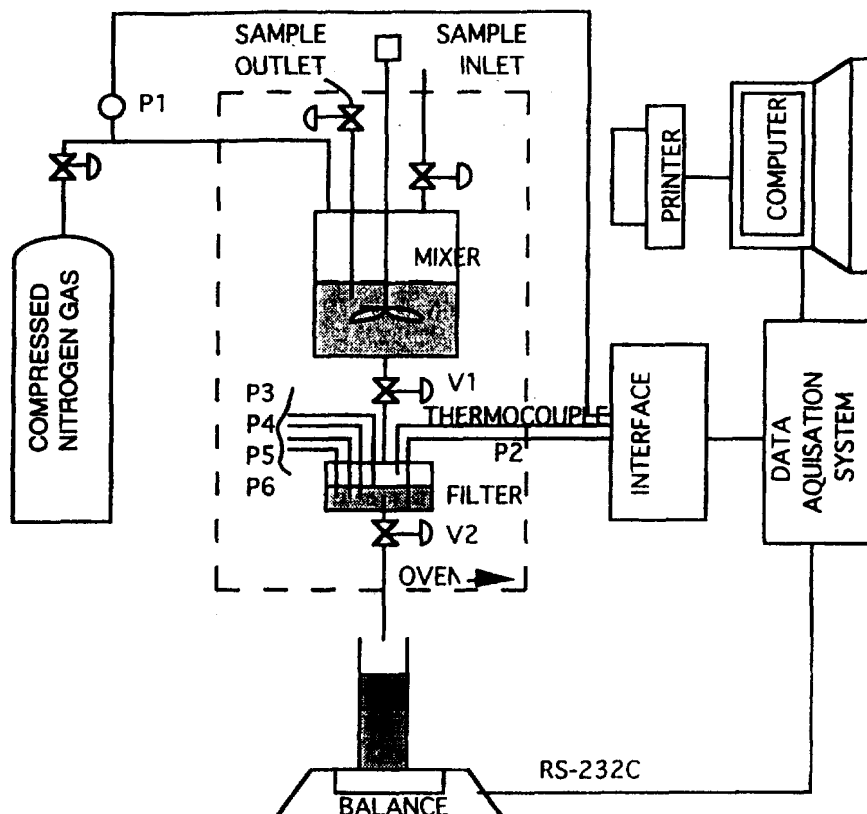 SAMPLE
OUTLET
SAMPLE
INLET
P1
COMPRESSED
NITROGEN GAS
MIXER
PRINTER
COMPUTER
V1
P3
P4
P5
P6
THERMOCOUPLE
P2
FILTER
V2
OVEN
INTERFACE
DATA
AQUISATION
SYSTEM
RS-232C
BALANCE